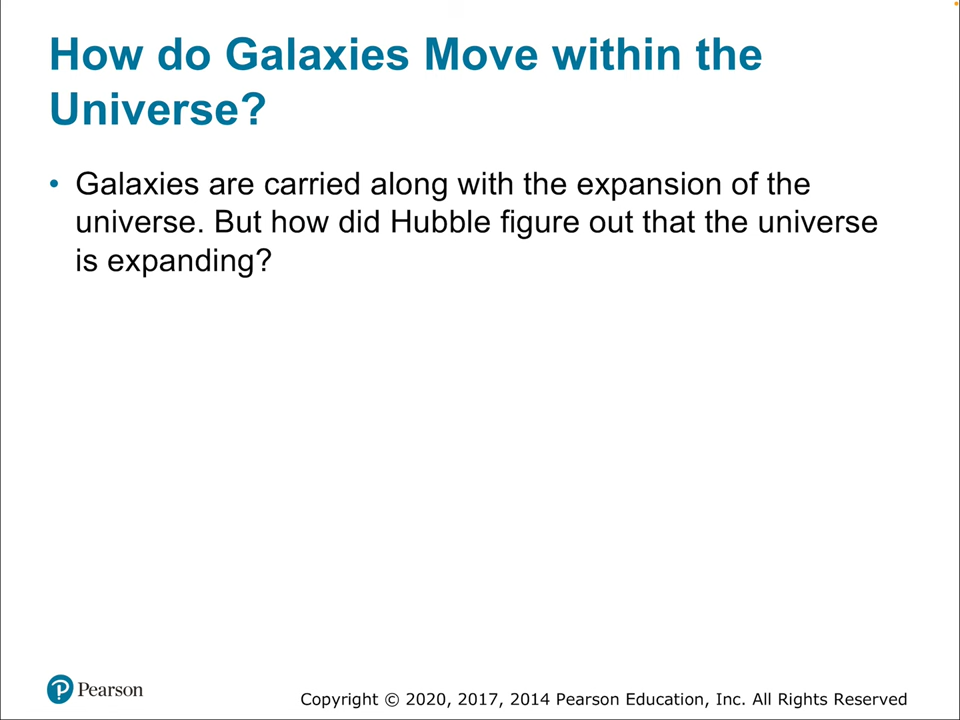 How do Galaxies Move within the
Universe?
• Galaxies are carried along with the expansion of the
universe. But how did Hubble figure out that the universe
is expanding?
Pearson
Copyright © 2020, 2017, 2014 Pearson Education, Inc. All Rights Reserved